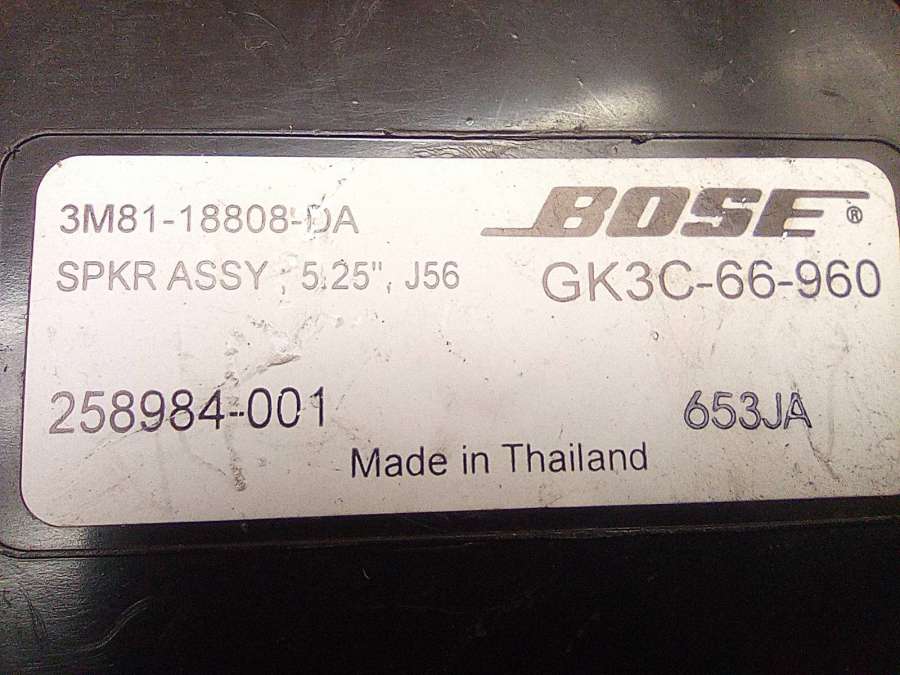 3M81-18808-DA
BOSE ®
SPKR ASSY , 5.25", J56
GK3C-66-960
258984-001
653JA
Made in Thailand